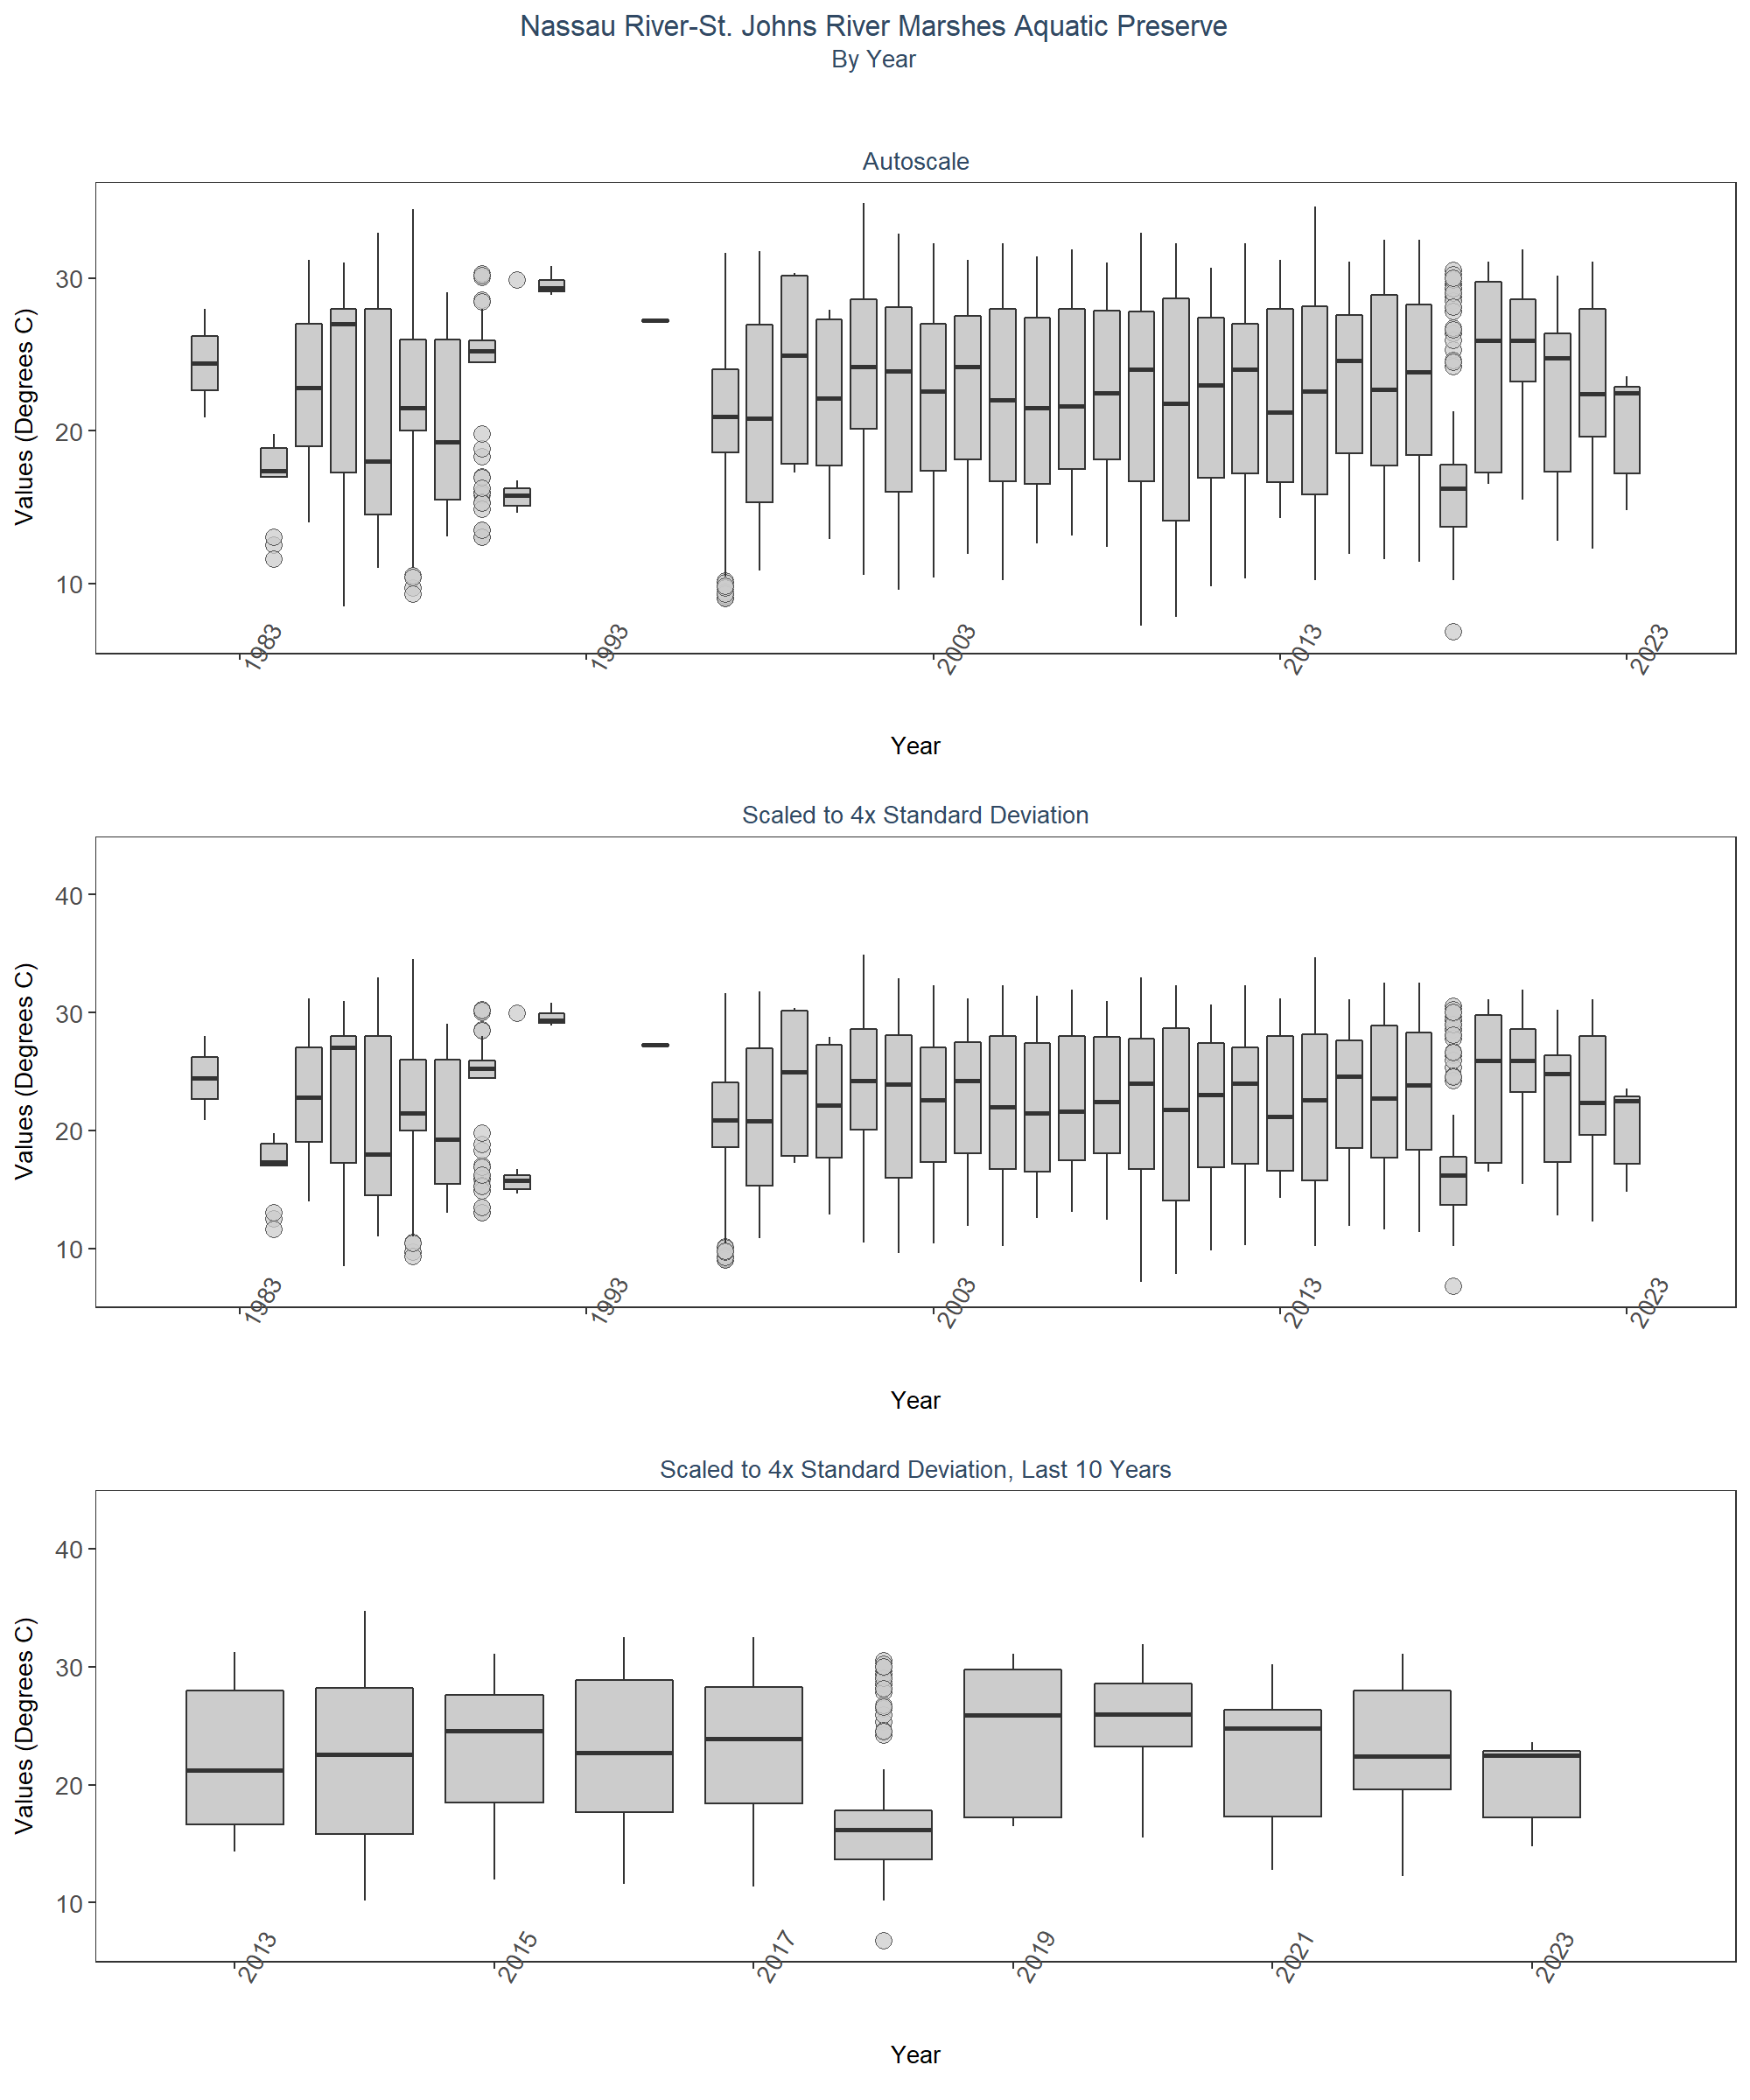 Nassau River-St. Johns River Marshes Aquatic Preserve
By Year
Autoscale
Values (Degrees C)
30
20
10
1983
1993
2003
2013
2023
Year
Scaled to 4x Standard Deviation
Values (Degrees C)
40
30
20
10
1983
1993
2003
2013
2023
Year
Scaled to 4x Standard Deviation, Last 10 Years
Values (Degrees C)
40
30
20
10
2013
2015
2017
2019
2021
2023
Year